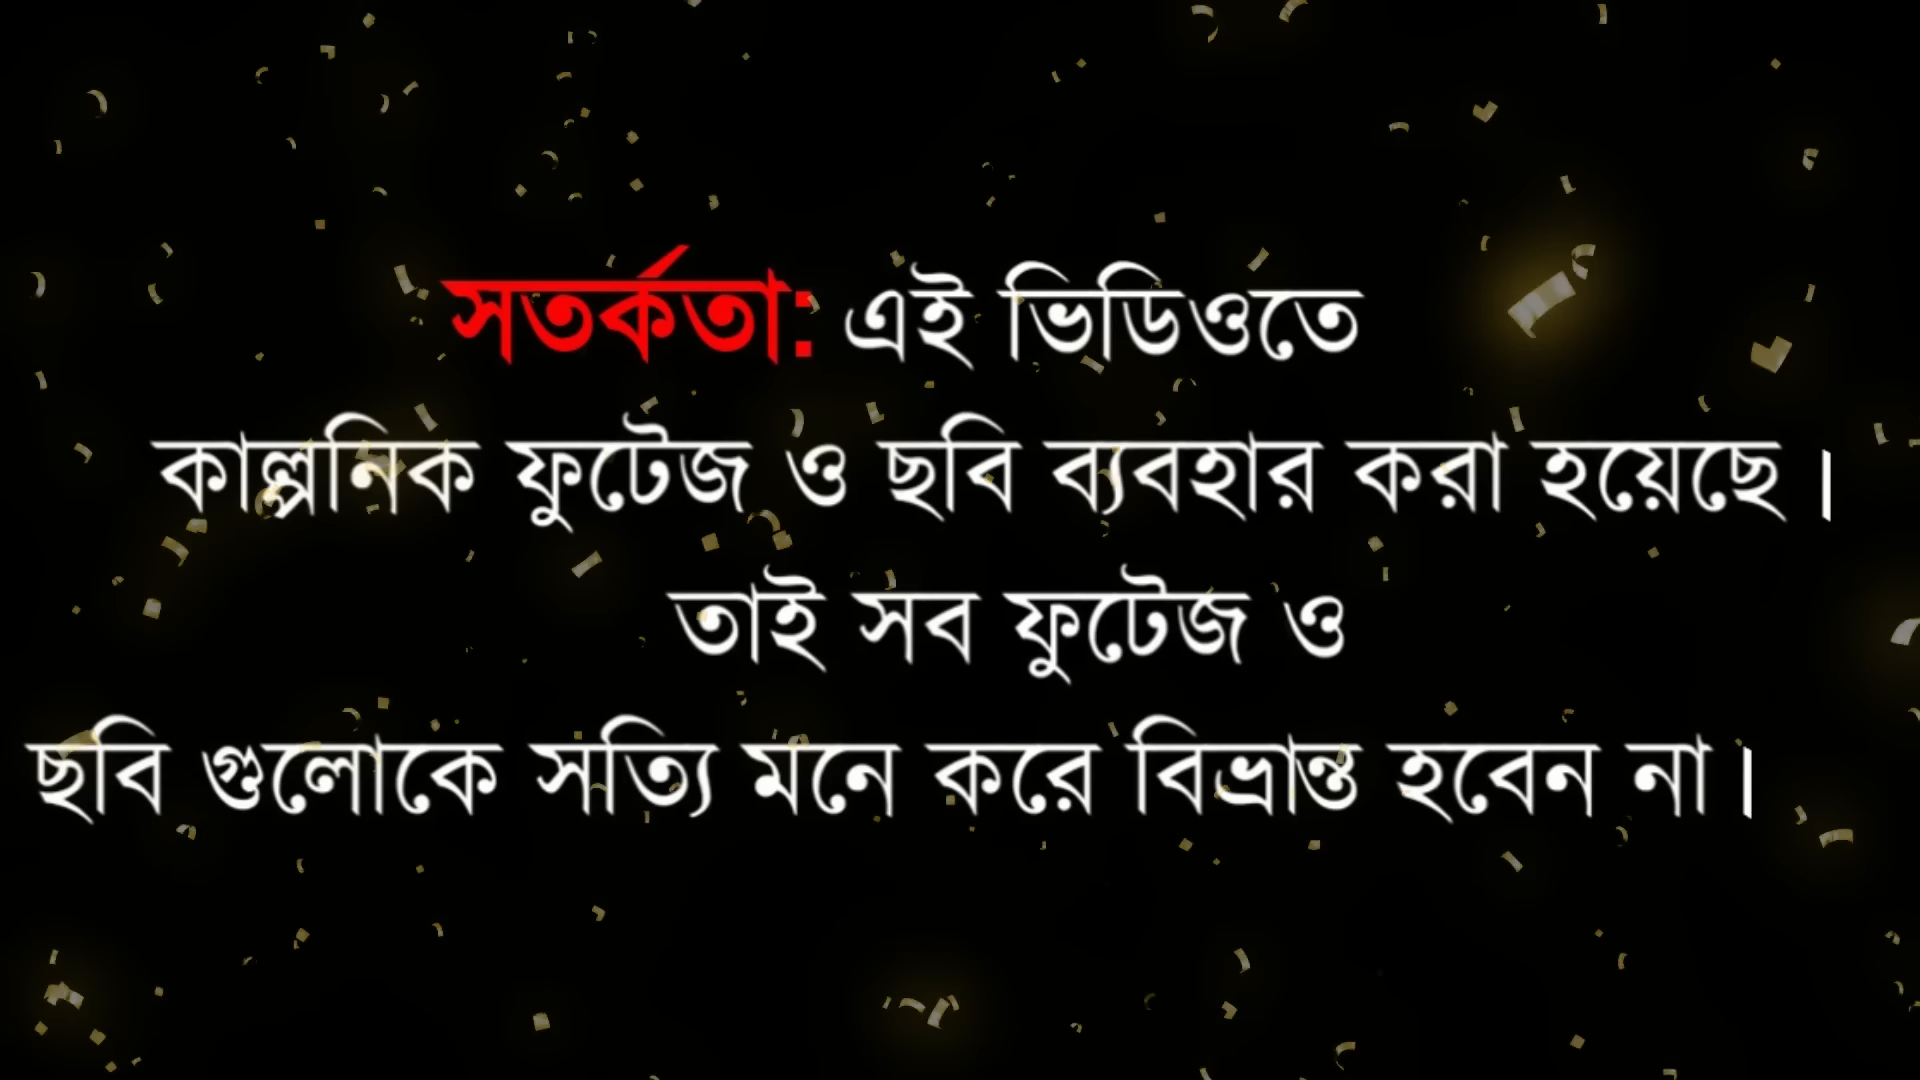 সতর্কতা: এই ভিডিওতে
কাল্পনিক ফুটেজ ও ছবি ব্যবহার করা হয়েছে।
তাই সব ফুটেজ ও
ছবি গুলোকে সত্যি মনে করে বিভ্রান্ত হবেন না।